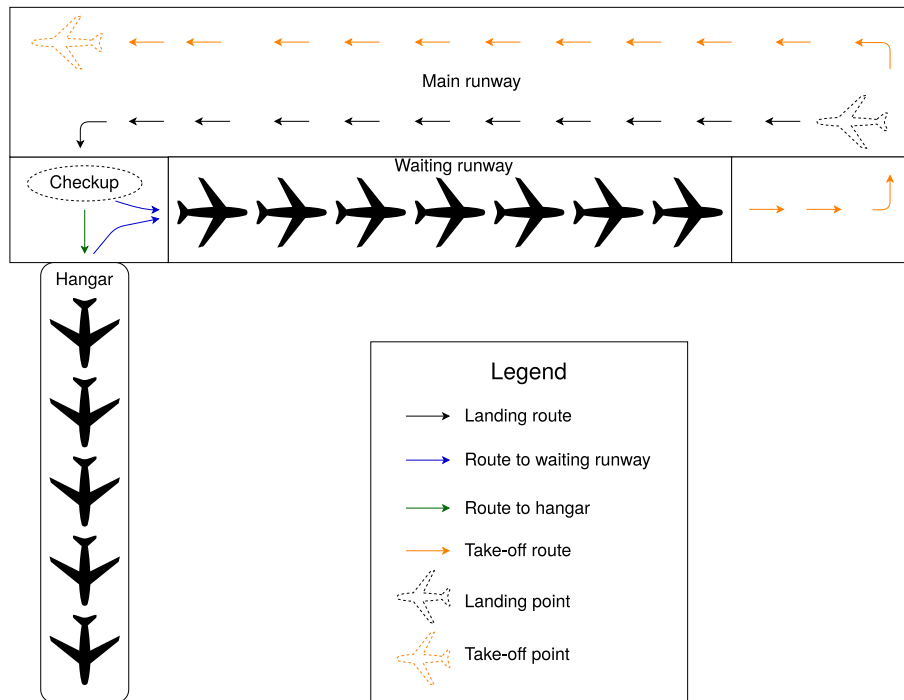 Main runway
Waiting runway
Checkup
Hangar
Legend
Landing route
Route to waiting runway
Route to hangar
Take-off route
Landing point
Take-off point